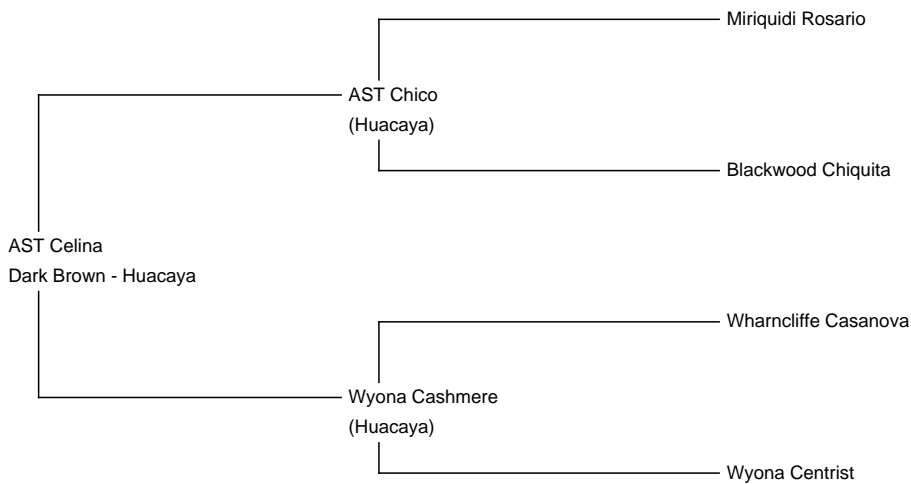 Miriquidi Rosario
AST Chico
(Huacaya)
Blackwood Chiquita
AST Celina
Dark Brown - Huacaya
Wharncliffe Casanova
Wyona Cashmere
(Huacaya)
Wyona Centrist